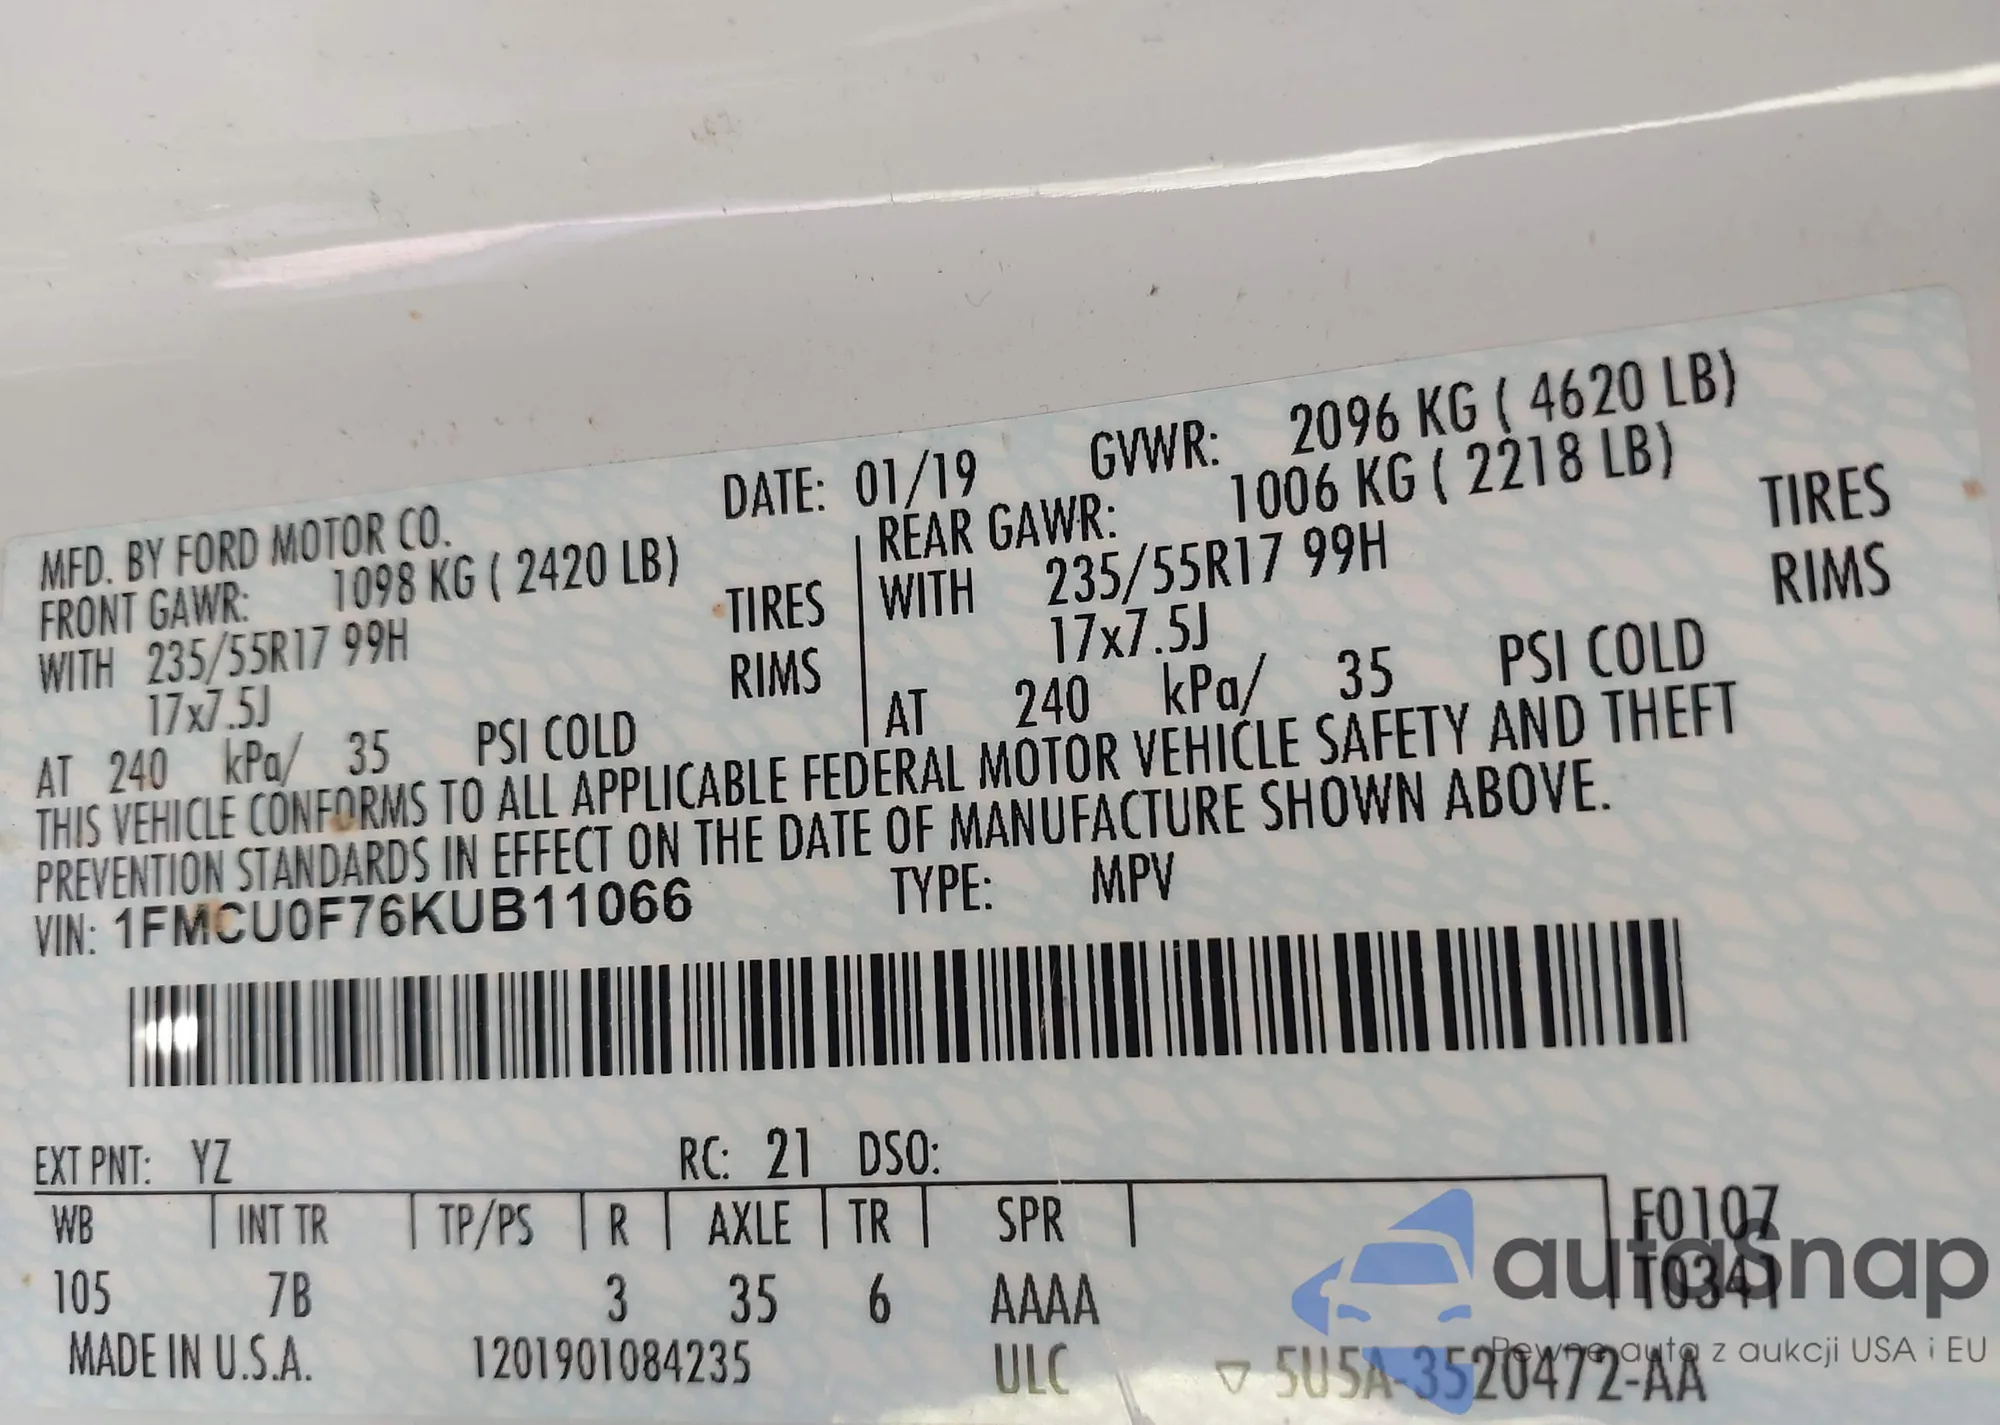 MFD. BY FORD MOTOR CO. DATE: 01/19 GVWR: 2096 KG ( 4620 LB)
FRONT GAWR: 1098 KG ( 2420 LB) REAR GAWR: 1006 KG ( 2218 LB)
WITH 235/55R17 99H TIRES WITH 235/55R17 99H TIRES
17x7.5J RIMS 17x7.5J RIMS
AT 240 kPa/ 35 PSI COLD AT 240 kPa/ 35 PSI COLD
THIS VEHICLE CONFORMS TO ALL APPLICABLE FEDERAL MOTOR VEHICLE SAFETY AND THEFT
PREVENTION STANDARDS IN EFFECT ON THE DATE OF MANUFACTURE SHOWN ABOVE.
VIN: 1FMCU0F76KUB11066 TYPE: MPV
EXT PNT: YZ RC: 21 DSO:
WB INT TR TP/PS R AXLE TR SPR F0107
105 7B 3 35 6 AAAA T0341
MADE IN U.S.A. 1201901084235 ULC ▽ 5U5A-3520472-AA
autaSnap
Pewne auta z aukcji USA i EU